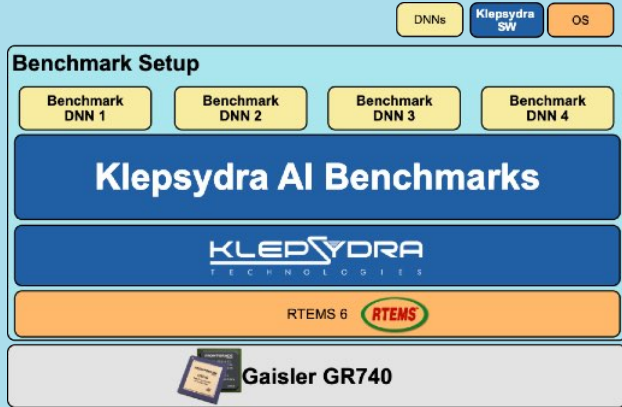 DNNs
Klepsydra
SW
OS
Benchmark Setup
Benchmark
DNN 1
Benchmark
DNN 2
Benchmark
DNN 3
Benchmark
DNN 4
Klepsydra AI Benchmarks
KLEPSYDRA
TECHNOLOGIES
RTEMS 6
RTEMS
Gaisler GR740